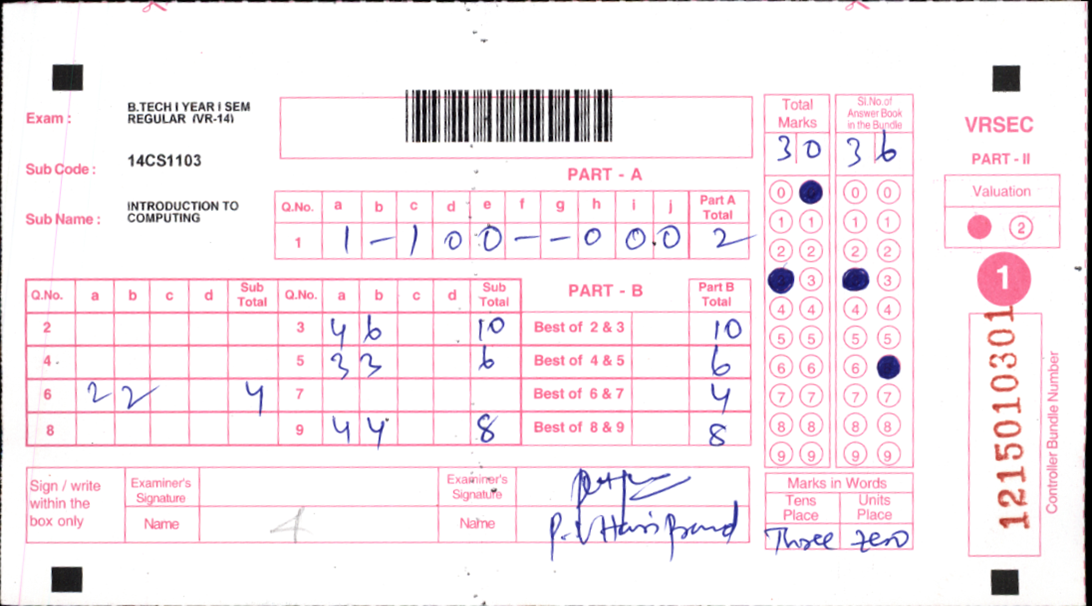 Exam : B.TECH I YEAR I SEM
REGULAR (VR-14)
Sub Code : 14CS1103
Sub Name : INTRODUCTION TO
COMPUTING
PART - A
Q.No. a b c d e f g h i j Part A Total
1 1 - 1 0 0 - - 0 0.0 2
Q.No. a b c d Sub Total Q.No. a b c d Sub Total PART - B Part B Total
2 3 4 6 10 Best of 2 & 3 10
4 5 3 3 6 Best of 4 & 5 6
6 2 2 4 7 Best of 6 & 7 4
8 9 4 4 8 Best of 8 & 9 8
Sign / write
within the
box only
Examiner's
Signature
Name
4
Examiner's
Signature
Name
Total
Marks
Sl.No.of
Answer Book
in the Bundle
3 0 3 6
0 0 0
1 1 1 1
2 2 2 2
3 3
4 4 4 4
5 5 5 5
6 6 6
7 7 7 7
8 8 8 8
9 9 9 9
Marks in Words
Tens
Place
Units
Place
Three zero
VRSEC
PART - II
Valuation
2
1
121501030 1
Controller Bundle Number